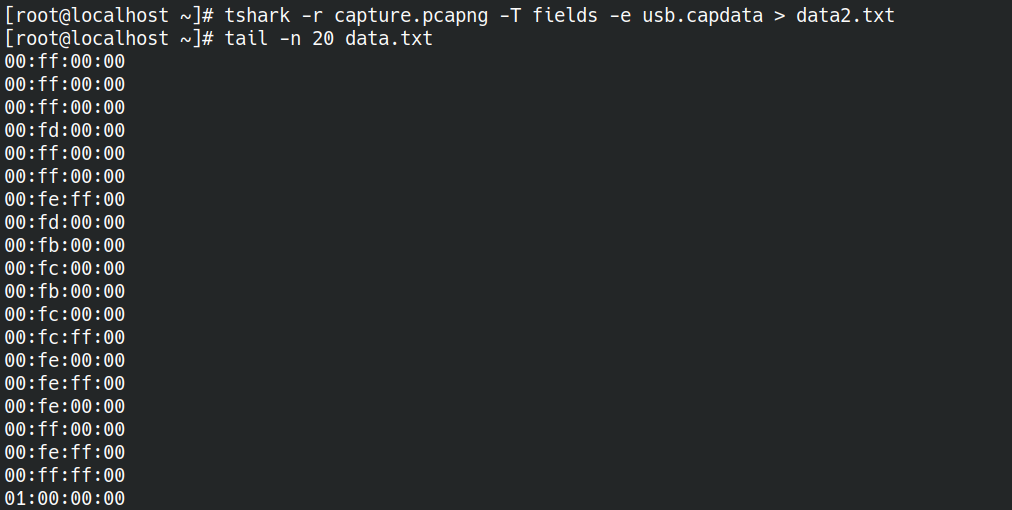 [root@localhost ~]# tshark -r capture.pcapng -T fields -e usb.capdata > data2.txt
[root@localhost ~]# tail -n 20 data.txt
00:ff:00:00
00:ff:00:00
00:ff:00:00
00:fd:00:00
00:ff:00:00
00:ff:00:00
00:fe:ff:00
00:fd:00:00
00:fb:00:00
00:fc:00:00
00:fb:00:00
00:fc:00:00
00:fc:ff:00
00:fe:00:00
00:fe:ff:00
00:fe:00:00
00:ff:00:00
00:fe:ff:00
00:ff:ff:00
01:00:00:00